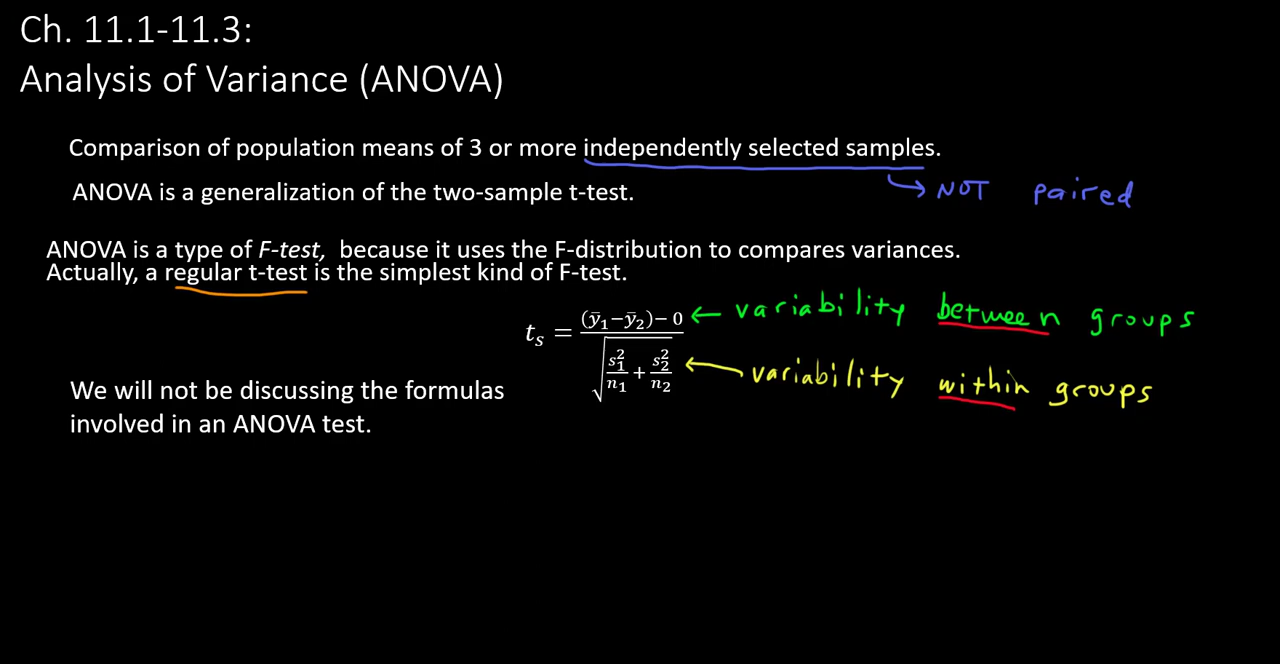 Ch. 11.1-11.3:
Analysis of Variance (ANOVA)
Comparison of population means of 3 or more independently selected samples.
ANOVA is a generalization of the two-sample t-test.
NOT paired
ANOVA is a type of F-test, because it uses the F-distribution to compares variances.
Actually, a regular t-test is the simplest kind of F-test.
t_s = ((ȳ₁−ȳ₂)−0) / √(s₁²/n₁ + s₂²/n₂)
← variability between groups
← variability within groups
We will not be discussing the formulas
involved in an ANOVA test.